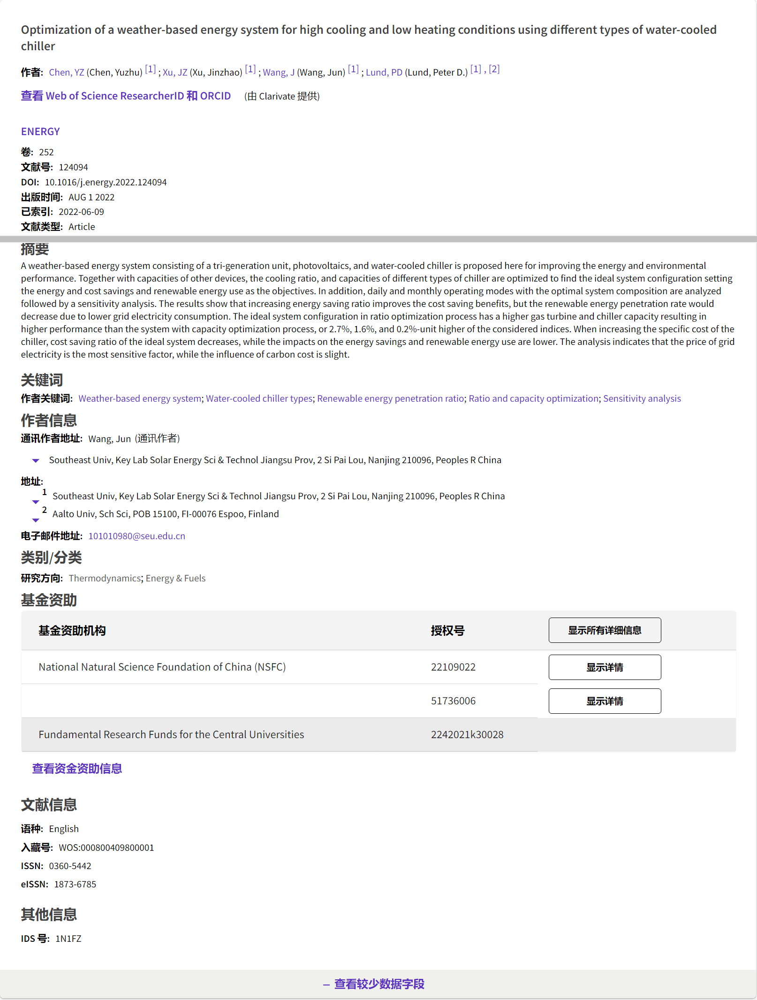 Optimization of a weather-based energy system for high cooling and low heating conditions using different types of water-cooled
chiller
作者: Chen, YZ (Chen, Yuzhu) [1] ; Xu, JZ (Xu, Jinzhao) [1] ; Wang, J (Wang, Jun) [1] ; Lund, PD (Lund, Peter D.) [1] , [2]
查看 Web of Science ResearcherID 和 ORCID (由 Clarivate 提供)
ENERGY
卷: 252
文献号: 124094
DOI: 10.1016/j.energy.2022.124094
出版时间: AUG 1 2022
已索引: 2022-06-09
文献类型: Article
摘要
A weather-based energy system consisting of a tri-generation unit, photovoltaics, and water-cooled chiller is proposed here for improving the energy and environmental
performance. Together with capacities of other devices, the cooling ratio, and capacities of different types of chiller are optimized to find the ideal system configuration setting
the energy and cost savings and renewable energy use as the objectives. In addition, daily and monthly operating modes with the optimal system composition are analyzed
followed by a sensitivity analysis. The results show that increasing energy saving ratio improves the cost saving benefits, but the renewable energy penetration rate would
decrease due to lower grid electricity consumption. The ideal system configuration in ratio optimization process has a higher gas turbine and chiller capacity resulting in
higher performance than the system with capacity optimization process, or 2.7%, 1.6%, and 0.2%-unit higher of the considered indices. When increasing the specific cost of the
chiller, cost saving ratio of the ideal system decreases, while the impacts on the energy savings and renewable energy use are lower. The analysis indicates that the price of grid
electricity is the most sensitive factor, while the influence of carbon cost is slight.
关键词
作者关键词: Weather-based energy system; Water-cooled chiller types; Renewable energy penetration ratio; Ratio and capacity optimization; Sensitivity analysis
作者信息
通讯作者地址: Wang, Jun (通讯作者)
Southeast Univ, Key Lab Solar Energy Sci & Technol Jiangsu Prov, 2 Si Pai Lou, Nanjing 210096, Peoples R China
地址:
1 Southeast Univ, Key Lab Solar Energy Sci & Technol Jiangsu Prov, 2 Si Pai Lou, Nanjing 210096, Peoples R China
2 Aalto Univ, Sch Sci, POB 15100, FI-00076 Espoo, Finland
电子邮件地址: 101010980@seu.edu.cn
类别/分类
研究方向: Thermodynamics; Energy & Fuels
基金资助
基金资助机构 授权号 显示所有详细信息
National Natural Science Foundation of China (NSFC) 22109022 显示详情
51736006 显示详情
Fundamental Research Funds for the Central Universities 2242021k30028
查看资金资助信息
文献信息
语种: English
入藏号: WOS:000800409800001
ISSN: 0360-5442
eISSN: 1873-6785
其他信息
IDS 号: 1N1FZ
– 查看较少数据字段